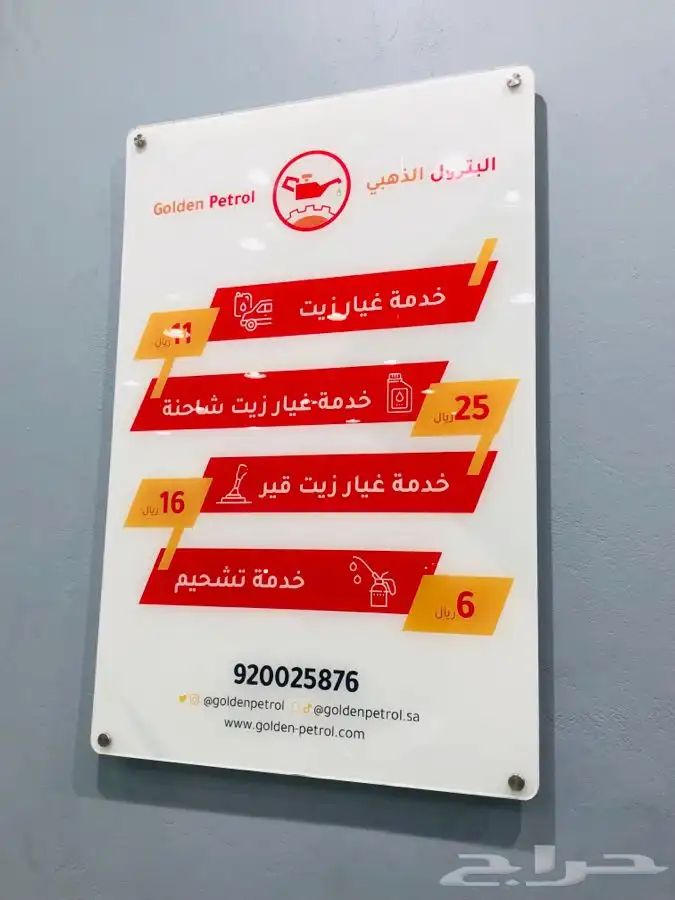 البترول الذهبي
Golden Petrol
خدمة غيار زيت
11 ريال
خدمة غيار زيت شاحنة
25 ريال
خدمة غيار زيت قير
16 ريال
خدمة تشحيم
6 ريال
920025876
@goldenpetrol @goldenpetrol.sa
www.golden-petrol.com
حراج